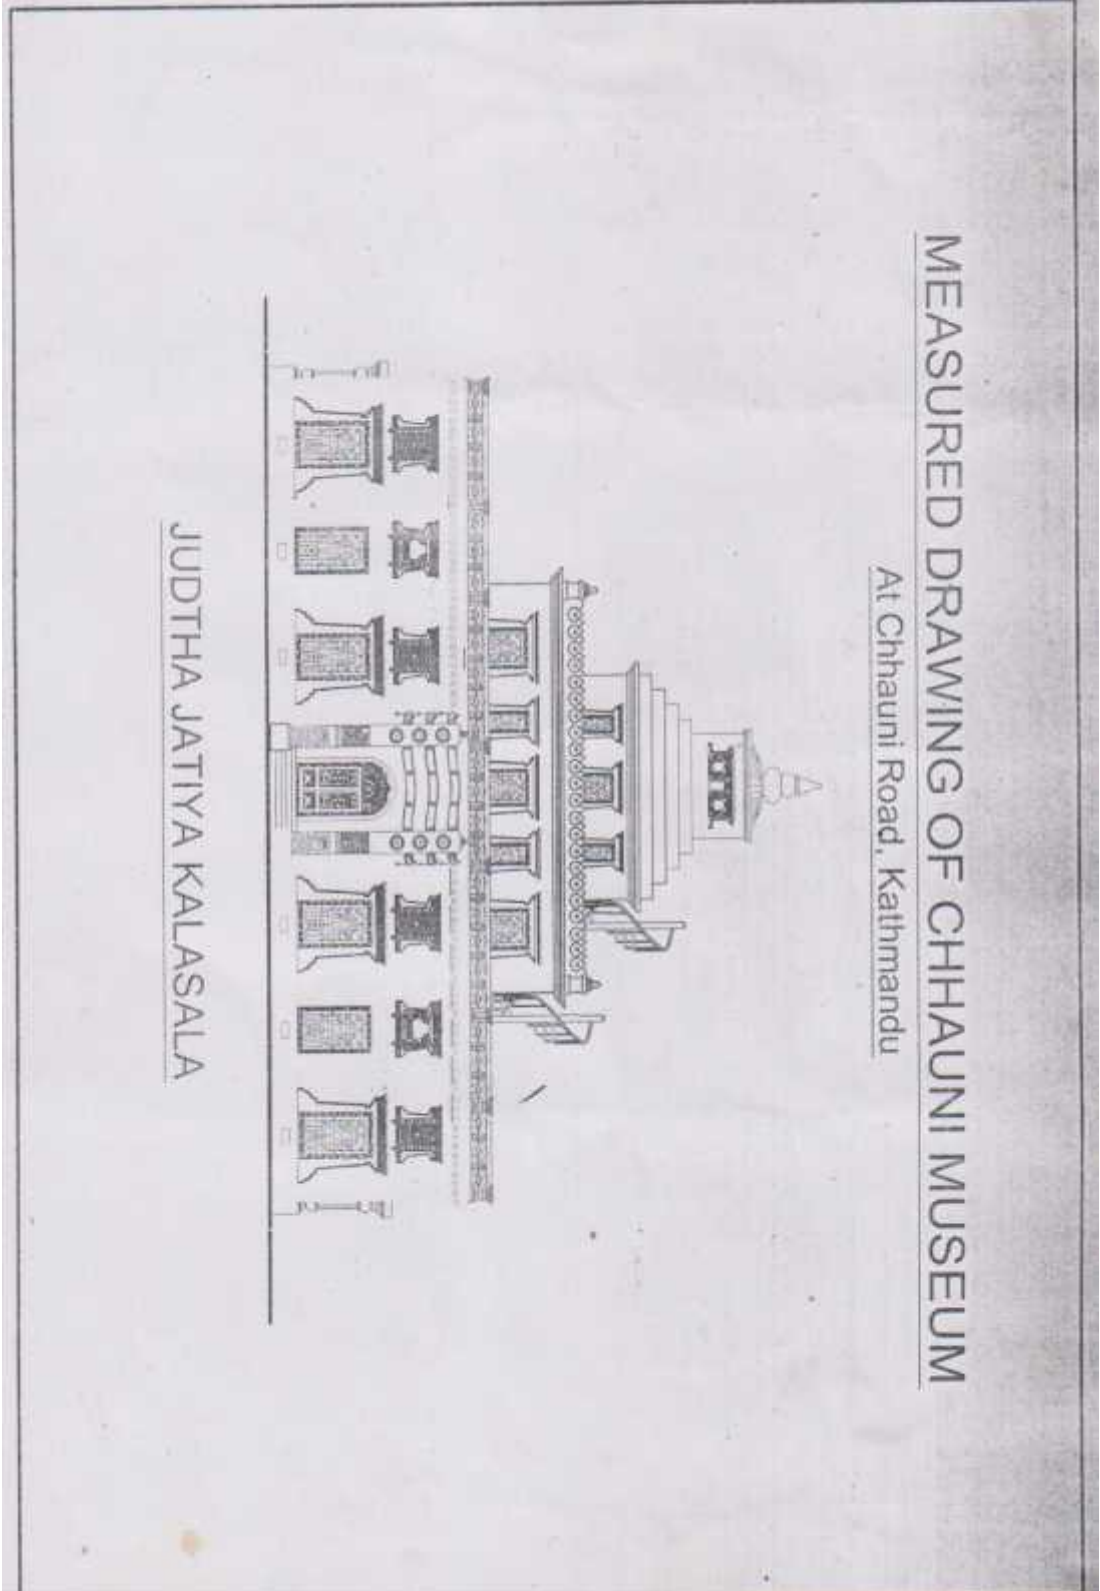 MEASURED DRAWING OF CHHAUNI MUSEUM
At Chhauni Road, Kathmandu
JUDTHA JATIYA KALASALA